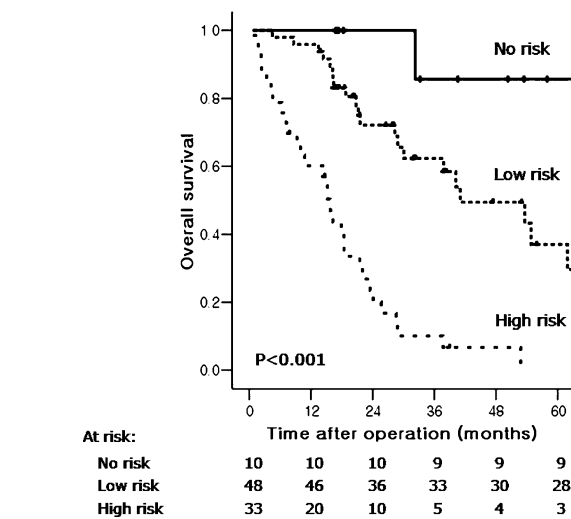 1.0
No risk
0.8
0.6
Low risk
0.4
0.2
High risk
P<0.001
0.0
Overall survival
0 12 24 36 48 60
At risk: Time after operation (months)
No risk 10 10 10 9 9 9
Low risk 48 46 36 33 30 28
High risk 33 20 10 5 4 3